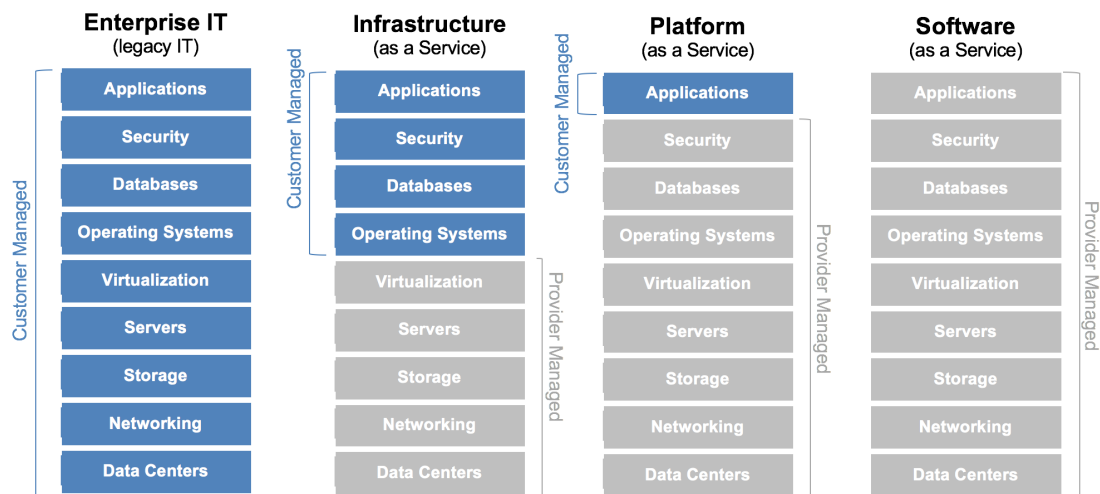 Enterprise IT
(legacy IT)
Customer Managed
Applications
Security
Databases
Operating Systems
Virtualization
Servers
Storage
Networking
Data Centers
Infrastructure
(as a Service)
Customer Managed
Applications
Security
Databases
Operating Systems
Virtualization
Servers
Storage
Networking
Data Centers
Provider Managed
Platform
(as a Service)
Customer Managed
Applications
Security
Databases
Operating Systems
Virtualization
Servers
Storage
Networking
Data Centers
Provider Managed
Software
(as a Service)
Applications
Security
Databases
Operating Systems
Virtualization
Servers
Storage
Networking
Data Centers
Provider Managed